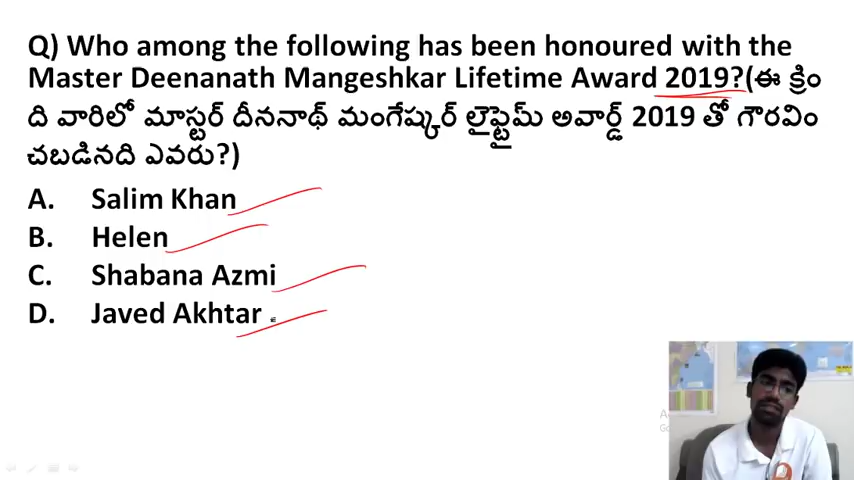 Q) Who among the following has been honoured with the
Master Deenanath Mangeshkar Lifetime Award 2019?(ఈ క్రిం
ది వారిలో మాస్టర్ దీననాథ్ మంగేష్కర్ లైఫ్టైమ్ అవార్డ్ 2019 తో గౌరవిం
చబడినది ఎవరు?)
A. Salim Khan
B. Helen
C. Shabana Azmi
D. Javed Akhtar